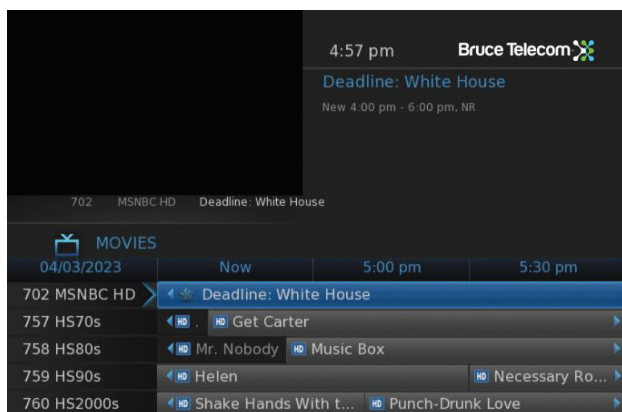 4:57 pm Bruce Telecom
Deadline: White House
New 4:00 pm - 6:00 pm, NR
702 MSNBC HD Deadline: White House
MOVIES
04/03/2023 Now 5:00 pm 5:30 pm
702 MSNBC HD Deadline: White House
757 HS70s HD . HD Get Carter
758 HS80s HD Mr. Nobody HD Music Box
759 HS90s HD Helen HD Necessary Ro...
760 HS2000s HD Shake Hands With t... HD Punch-Drunk Love